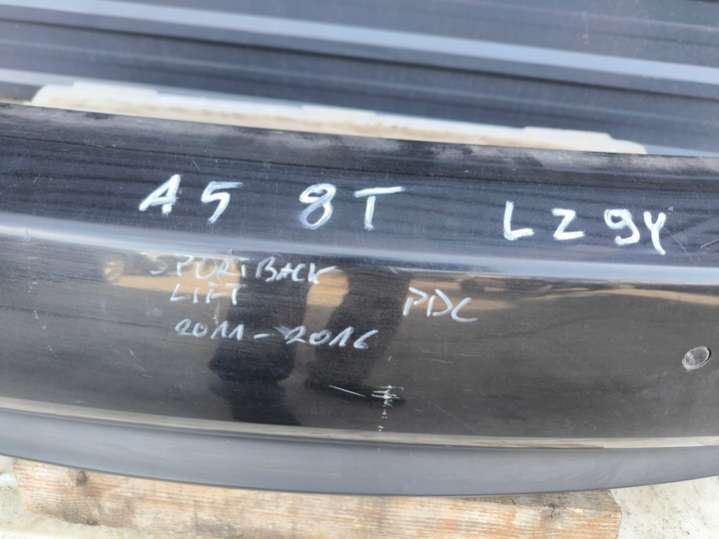 A5 8T LZ9Y
SPORTBACK
LIFT PDC
2011-2016